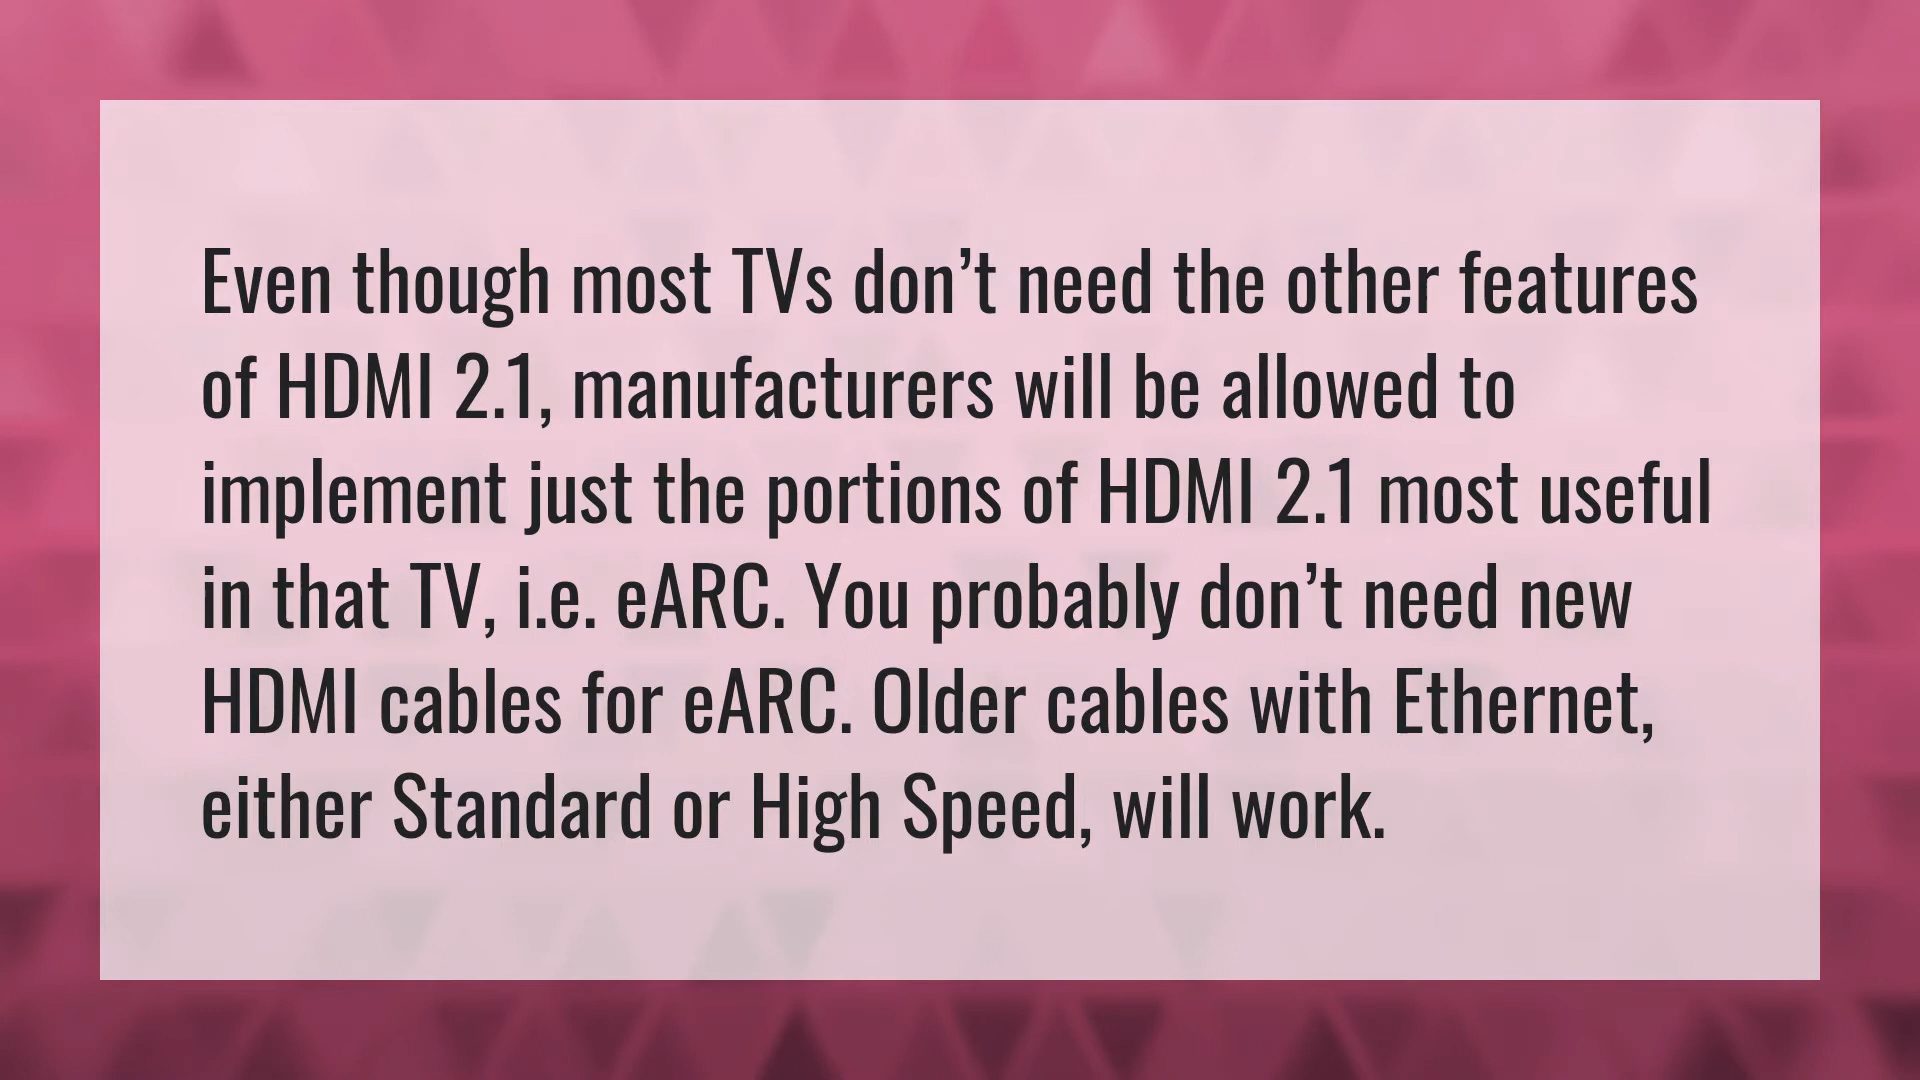 Even though most TVs don’t need the other features
of HDMI 2.1, manufacturers will be allowed to
implement just the portions of HDMI 2.1 most useful
in that TV, i.e. eARC. You probably don’t need new
HDMI cables for eARC. Older cables with Ethernet,
either Standard or High Speed, will work.